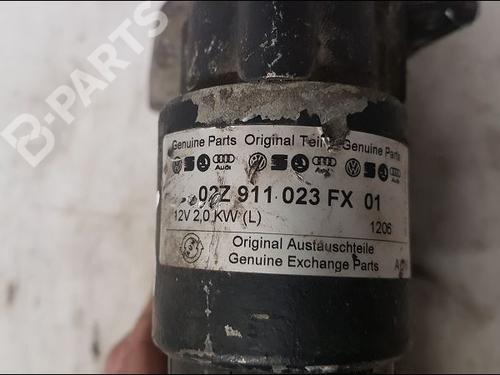 B-PARTS
Genuine Parts Original Teile Genuine Parts
Audi Audi Audi
02Z 911 023 FX 01
12V 2,0 KW (L) 1206
Original Austauschteile
Genuine Exchange Parts